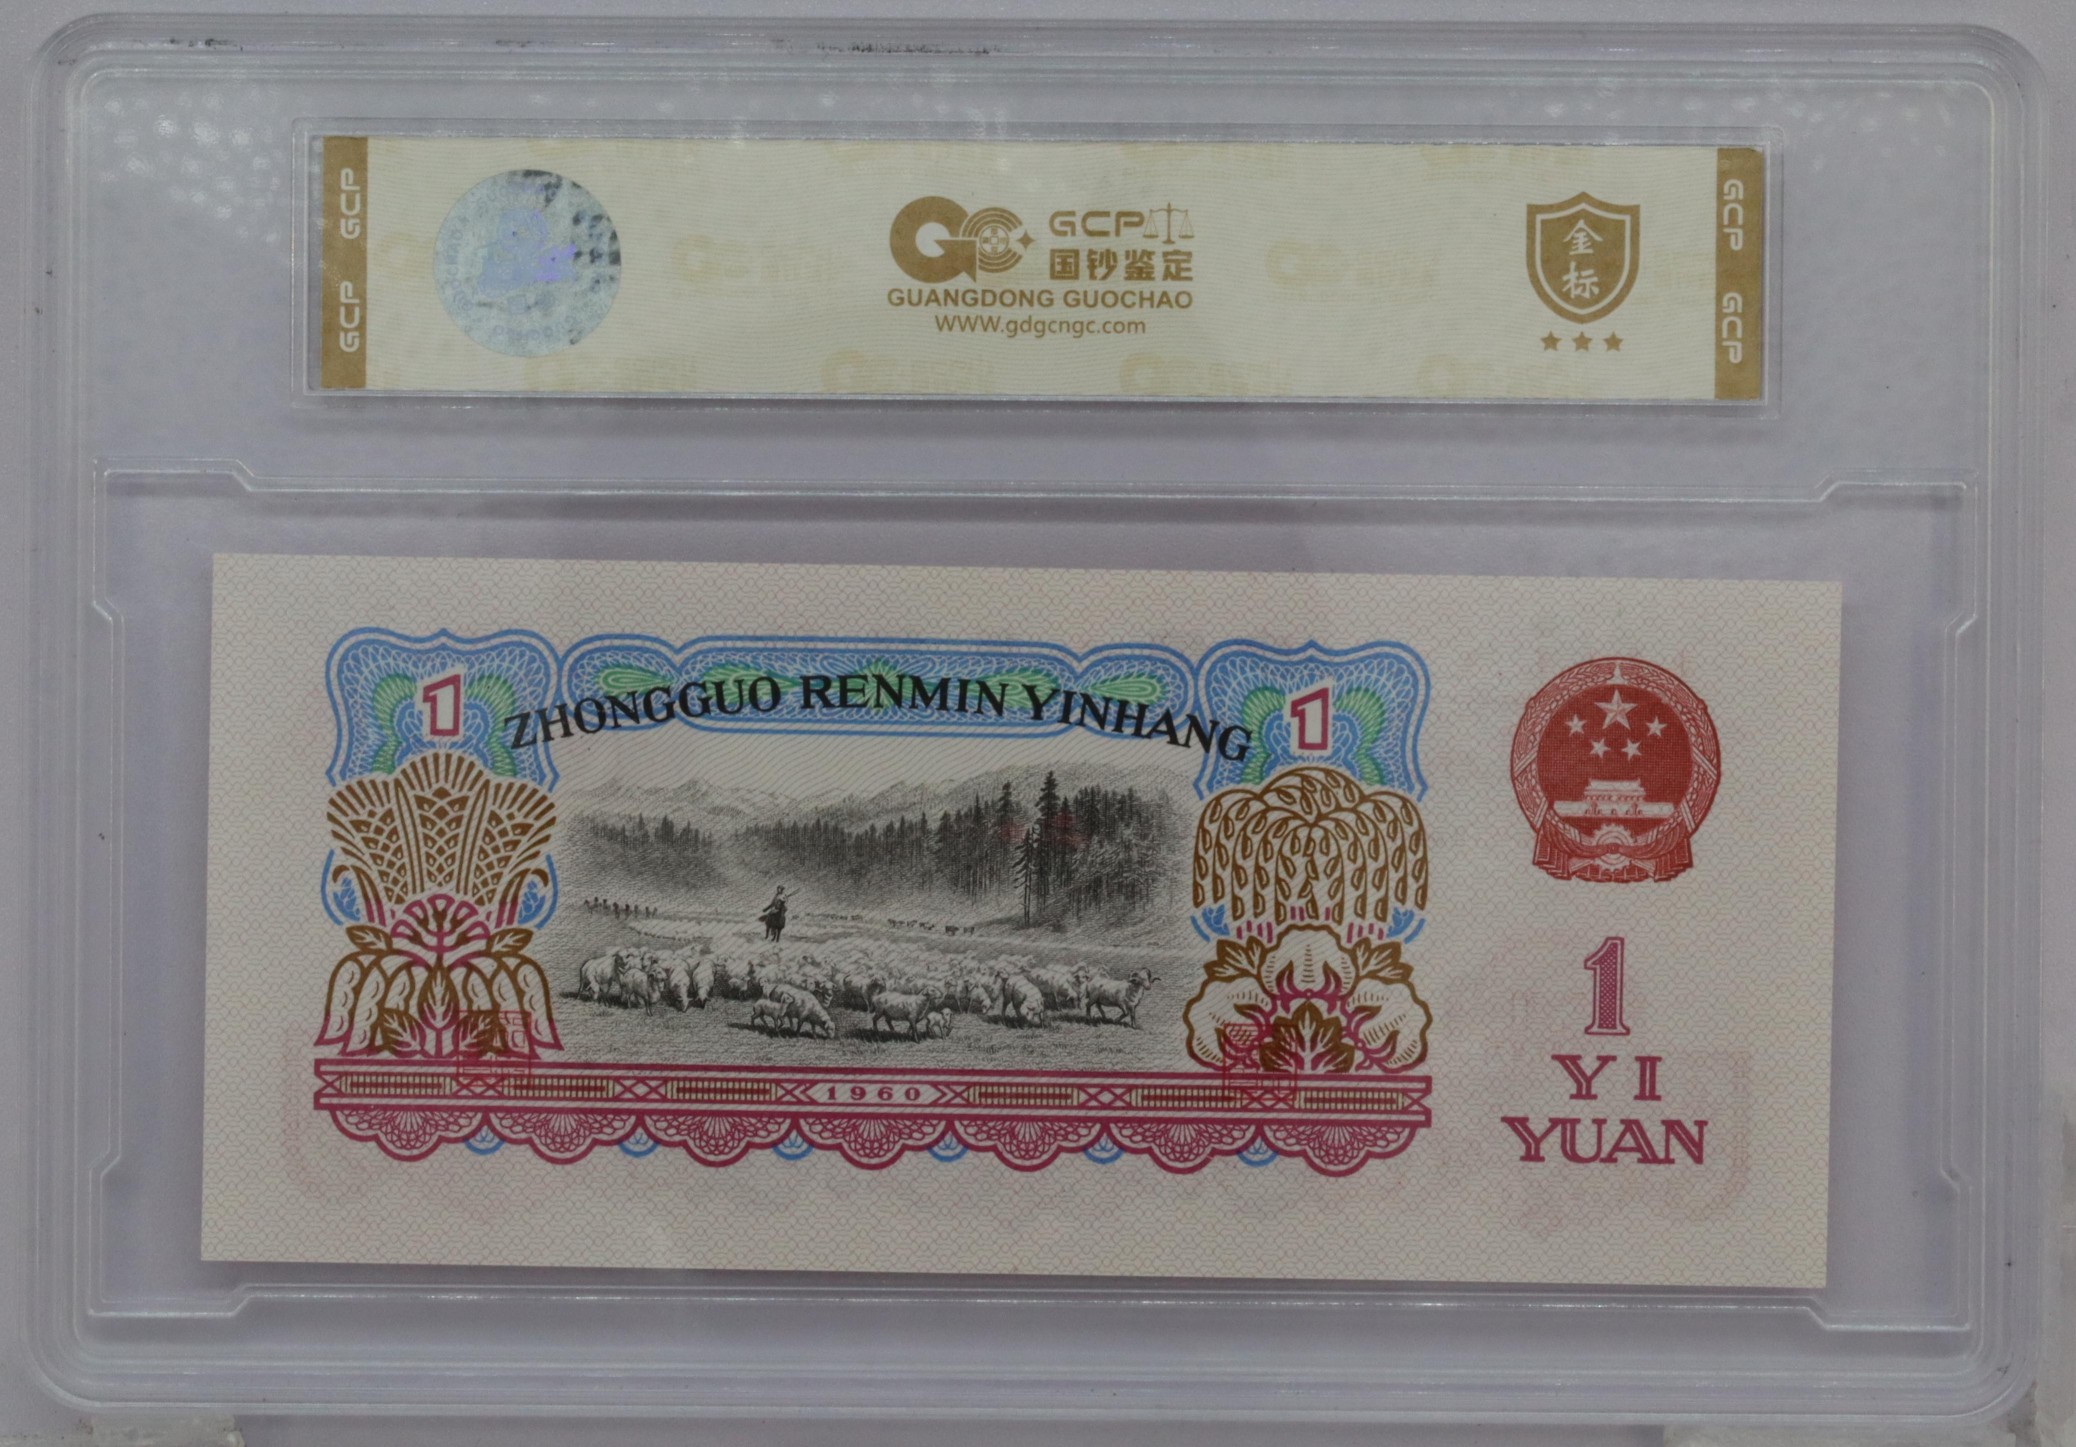 GCP
GCP
GCP
国钞鉴定
GUANGDONG GUOCHAO
WWW.gdgcngc.com
金
标
GCP
GCP
1
ZHONGGUO RENMIN YINHANG
1
1960
1
YI
YUAN